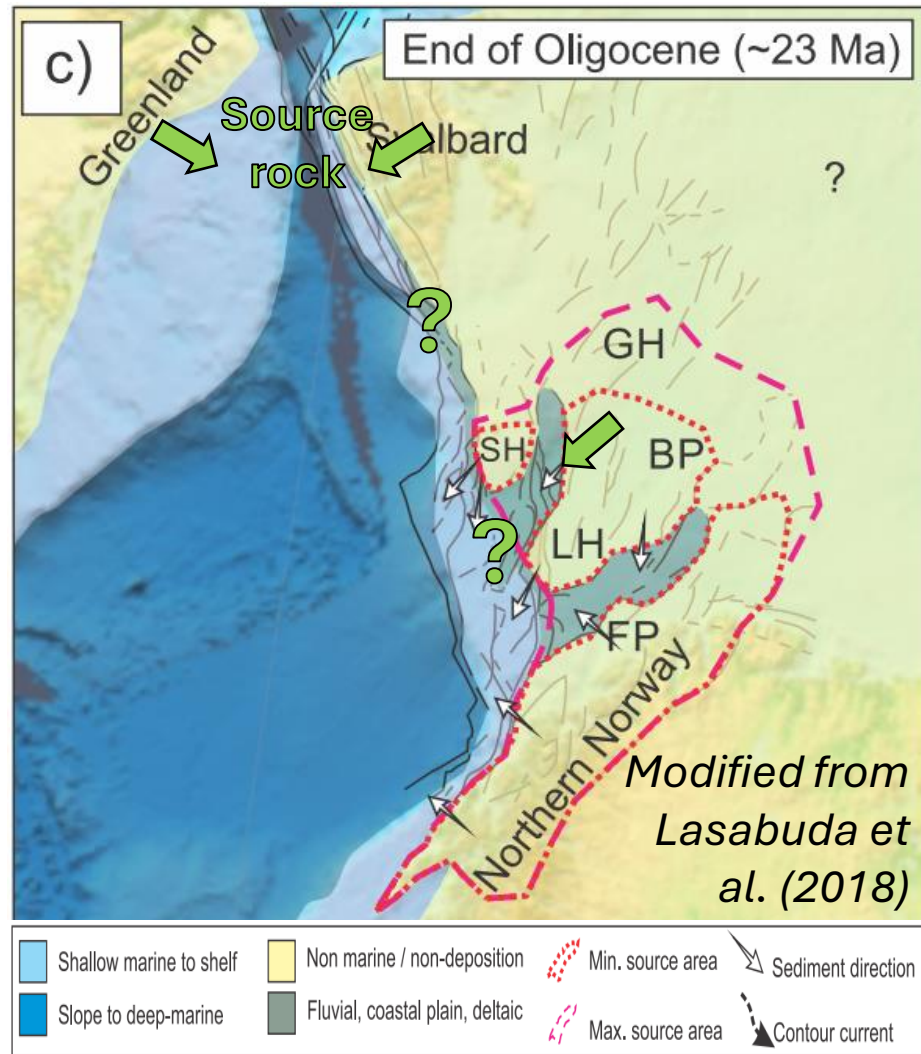 c)
End of Oligocene (~23 Ma)
Greenland
Source
rock
Svalbard
?
?
GH
SH
BP
?
LH
FP
Northern Norway
Modified from
Lasabuda et
al. (2018)
Shallow marine to shelf
Non marine / non-deposition
Min. source area
Sediment direction
Slope to deep-marine
Fluvial, coastal plain, deltaic
Max. source area
Contour current